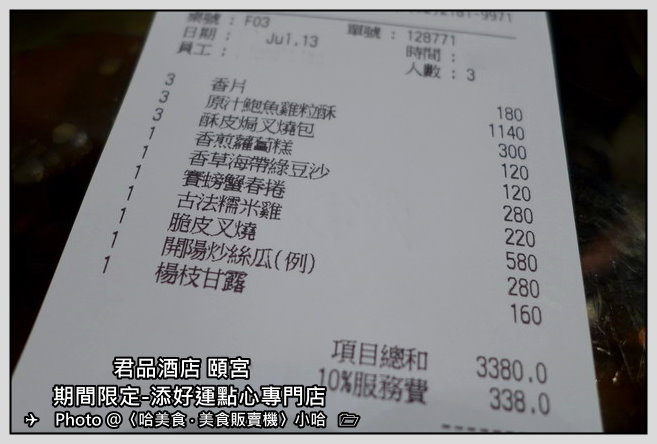 桌號：F03 單號：128771
日期： Jul,13 時間：
員工： 人數：3
3 香片 180
3 原汁鮑魚雞粒酥 1140
3 酥皮焗叉燒包 300
1 香煎蘿蔔糕 120
1 香草海帶綠豆沙 120
1 賽螃蟹春捲 280
1 古法糯米雞 220
1 脆皮叉燒 580
1 開陽炒絲瓜(例) 280
1 楊枝甘露 160
項目總和 3380.0
10%服務費 338.0
君品酒店 頤宮
期間限定-添好運點心專門店
✈ Photo @〈哈美食‧美食販賣機〉小哈